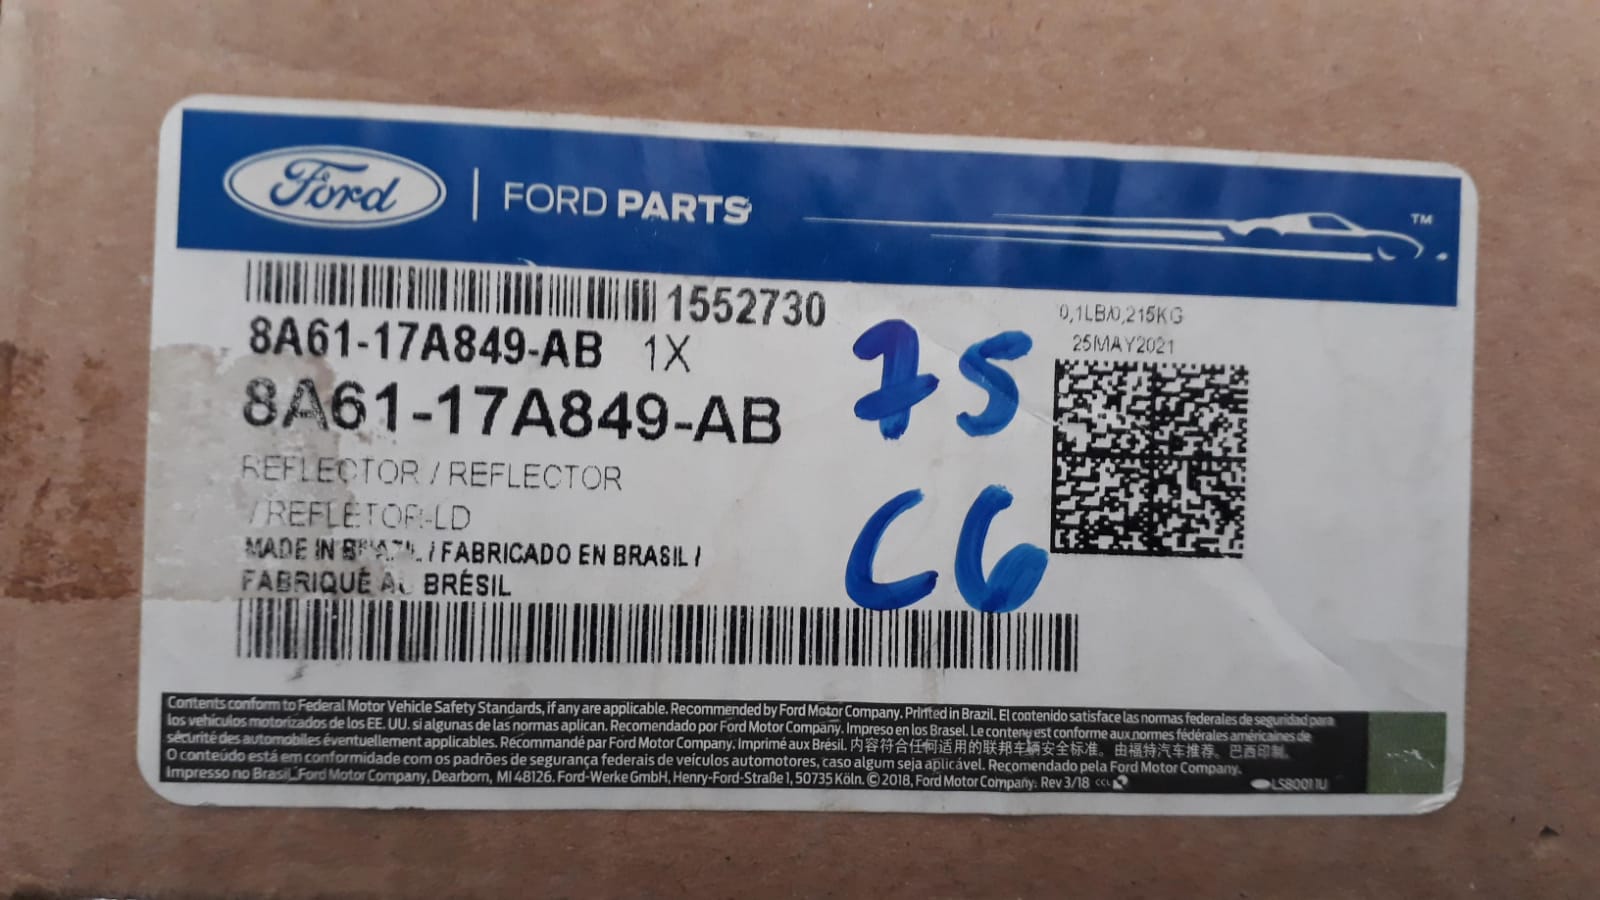 Ford | FORD PARTS ™
1552730
0,1LB/0,215KG
8A61-17A849-AB 1X
25MAY2021
8A61-17A849-AB
75
REFLECTOR / REFLECTOR
/ REFLETOR-LD
C6
MADE IN BRAZIL / FABRICADO EN BRASIL /
FABRIQUÉ AU BRÉSIL
Contents conform to Federal Motor Vehicle Safety Standards, if any are applicable. Recommended by Ford Motor Company. Printed in Brazil. El contenido satisface las normas federales de seguridad para
los vehículos motorizados de los EE. UU. si algunas de las normas aplican. Recomendado por Ford Motor Company. Impreso en los Brasel. Le contenu est conforme aux normes fédérales américaines de
sécurité des automobiles éventuellement applicables. Recommandé par Ford Motor Company. Imprimé aux Brésil. 内容符合任何适用的联邦车辆安全标准。由福特汽车推荐。巴西印制。
O conteúdo está em conformidade com os padrões de segurança federais de veículos automotores, caso algum seja aplicável. Recomendado pela Ford Motor Company.
Impresso no Brasil. Ford Motor Company, Dearborn, MI 48126. Ford-Werke GmbH, Henry-Ford-Straße 1, 50735 Köln. © 2018, Ford Motor Company. Rev 3/18
LS80011U